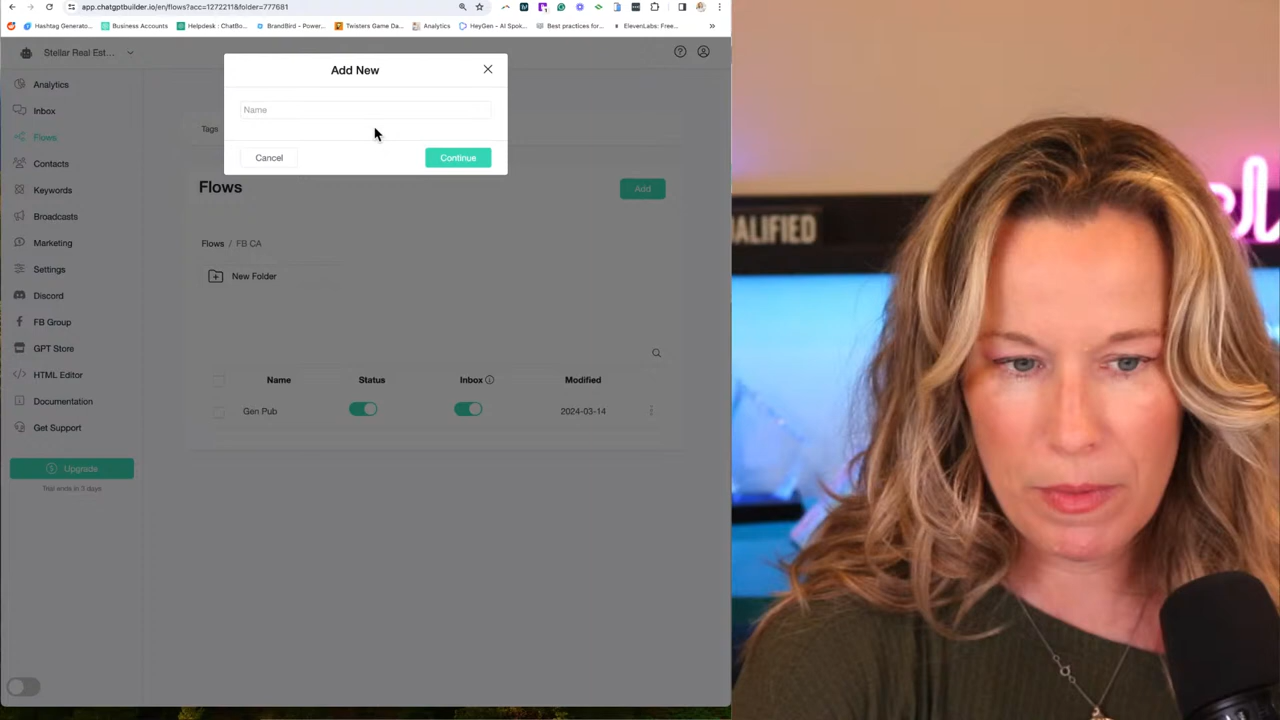 app.chatgptbuilder.io/en/flows?acc=1272211&folder=777681
Hashtag Generato...
Business Accounts
Helpdesk : ChatBo...
BrandBird – Power...
Twisters Game Da...
Analytics
HeyGen - AI Spok...
Best practices for...
ElevenLabs: Free...
Stellar Real Est...
Add New
Name
Cancel
Continue
Analytics
Inbox
Flows
Contacts
Keywords
Broadcasts
Marketing
Settings
Discord
FB Group
GPT Store
HTML Editor
Documentation
Get Support
Upgrade
Trial ends in 3 days
Tags
Flows
Add
Flows / FB CA
New Folder
Name Status Inbox Modified
Gen Pub 2024-03-14
ALIFIED